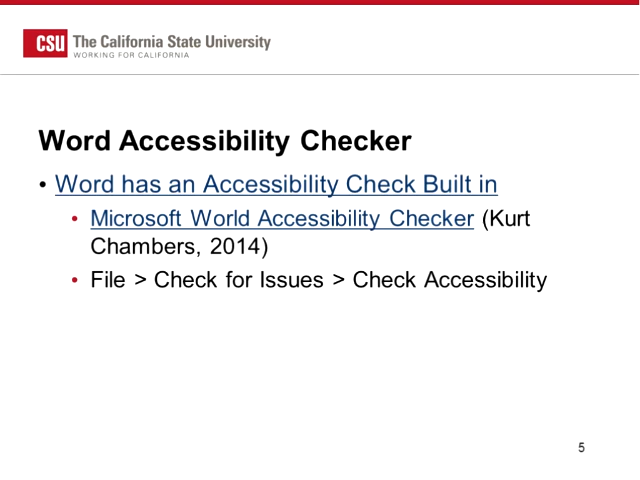 CSU The California State University
WORKING FOR CALIFORNIA
Word Accessibility Checker
• Word has an Accessibility Check Built in
• Microsoft World Accessibility Checker (Kurt
Chambers, 2014)
• File > Check for Issues > Check Accessibility
5